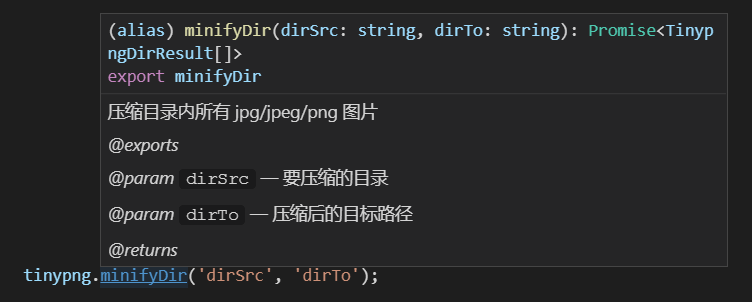 (alias) minifyDir(dirSrc: string, dirTo: string): Promise<Tinyp
ngDirResult[]>
export minifyDir
压缩目录内所有 jpg/jpeg/png 图片
@exports
@param dirSrc — 要压缩的目录
@param dirTo — 压缩后的目标路径
@returns
tinypng.minifyDir('dirSrc', 'dirTo');